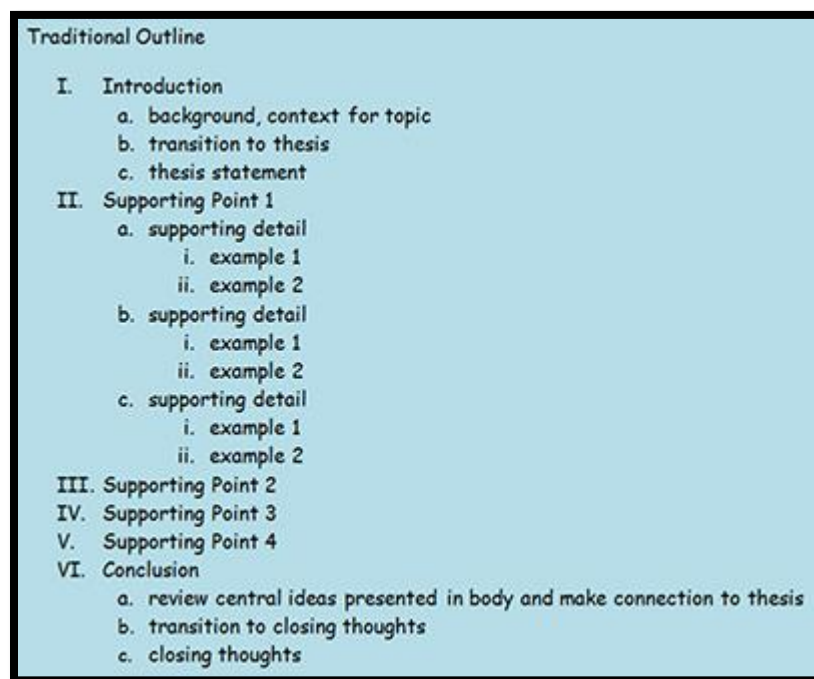 Traditional Outline
I. Introduction
a. background, context for topic
b. transition to thesis
c. thesis statement
II. Supporting Point 1
a. supporting detail
i. example 1
ii. example 2
b. supporting detail
i. example 1
ii. example 2
c. supporting detail
i. example 1
ii. example 2
III. Supporting Point 2
IV. Supporting Point 3
V. Supporting Point 4
VI. Conclusion
a. review central ideas presented in body and make connection to thesis
b. transition to closing thoughts
c. closing thoughts